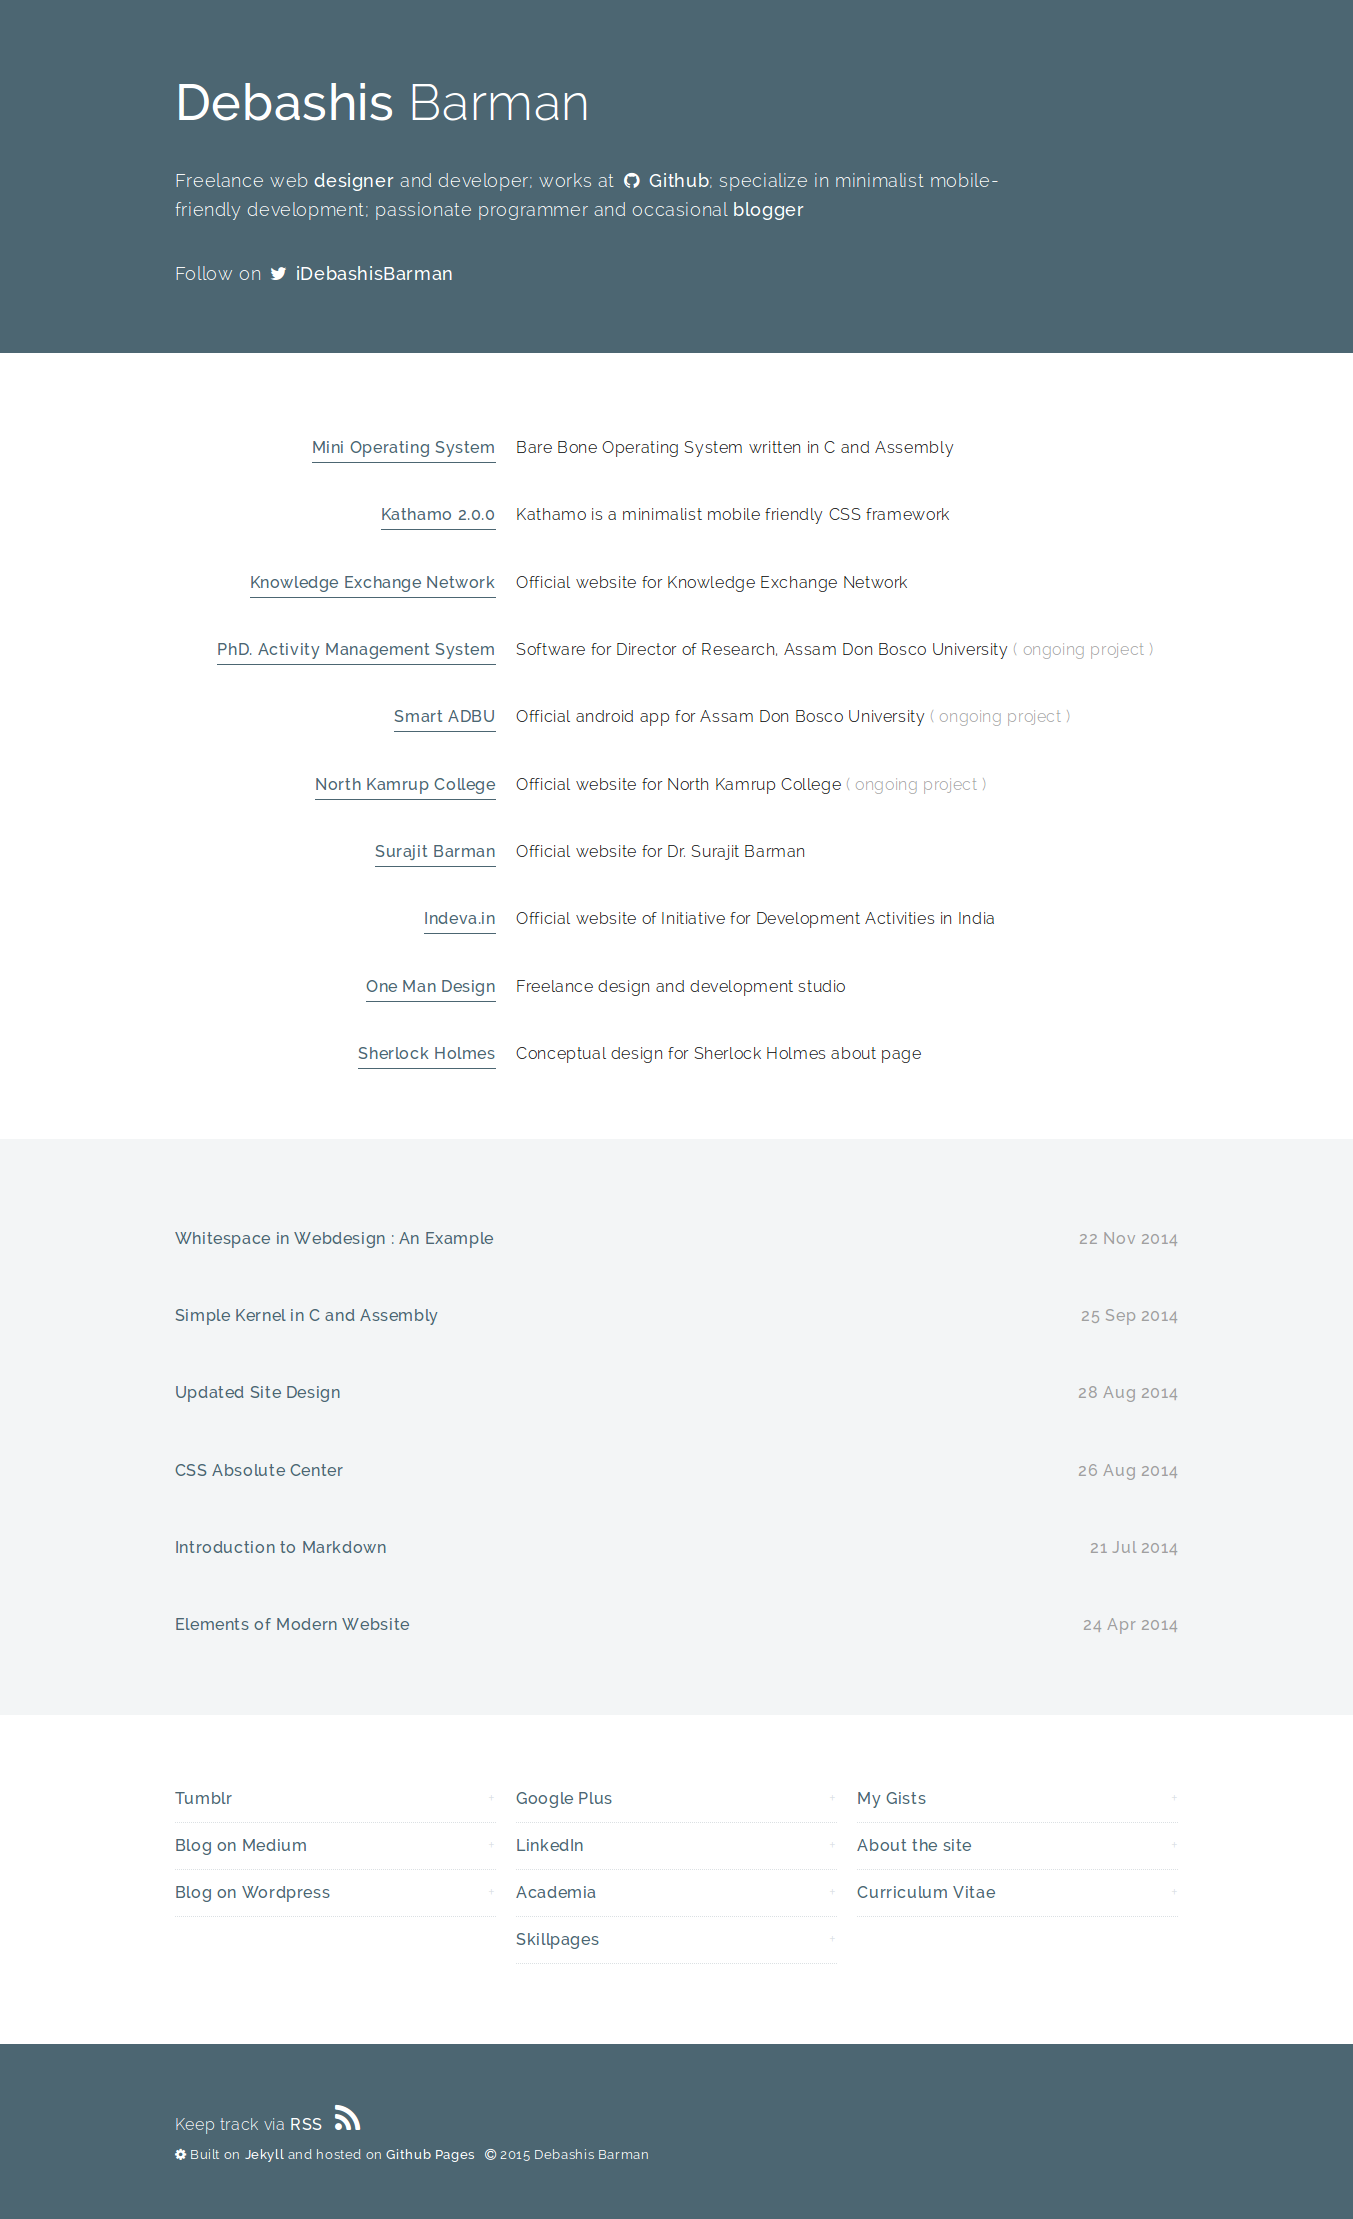 Debashis Barman
Freelance web designer and developer; works at Github; specialize in minimalist mobile-
friendly development; passionate programmer and occasional blogger
Follow on iDebashisBarman
Mini Operating System Bare Bone Operating System written in C and Assembly
Kathamo 2.0.0 Kathamo is a minimalist mobile friendly CSS framework
Knowledge Exchange Network Official website for Knowledge Exchange Network
PhD. Activity Management System Software for Director of Research, Assam Don Bosco University ( ongoing project )
Smart ADBU Official android app for Assam Don Bosco University ( ongoing project )
North Kamrup College Official website for North Kamrup College ( ongoing project )
Surajit Barman Official website for Dr. Surajit Barman
Indeva.in Official website of Initiative for Development Activities in India
One Man Design Freelance design and development studio
Sherlock Holmes Conceptual design for Sherlock Holmes about page
Whitespace in Webdesign : An Example 22 Nov 2014
Simple Kernel in C and Assembly 25 Sep 2014
Updated Site Design 28 Aug 2014
CSS Absolute Center 26 Aug 2014
Introduction to Markdown 21 Jul 2014
Elements of Modern Website 24 Apr 2014
Tumblr +
Blog on Medium +
Blog on Wordpress +
Google Plus +
LinkedIn +
Academia +
Skillpages +
My Gists +
About the site +
Curriculum Vitae +
Keep track via RSS
Built on Jekyll and hosted on Github Pages © 2015 Debashis Barman